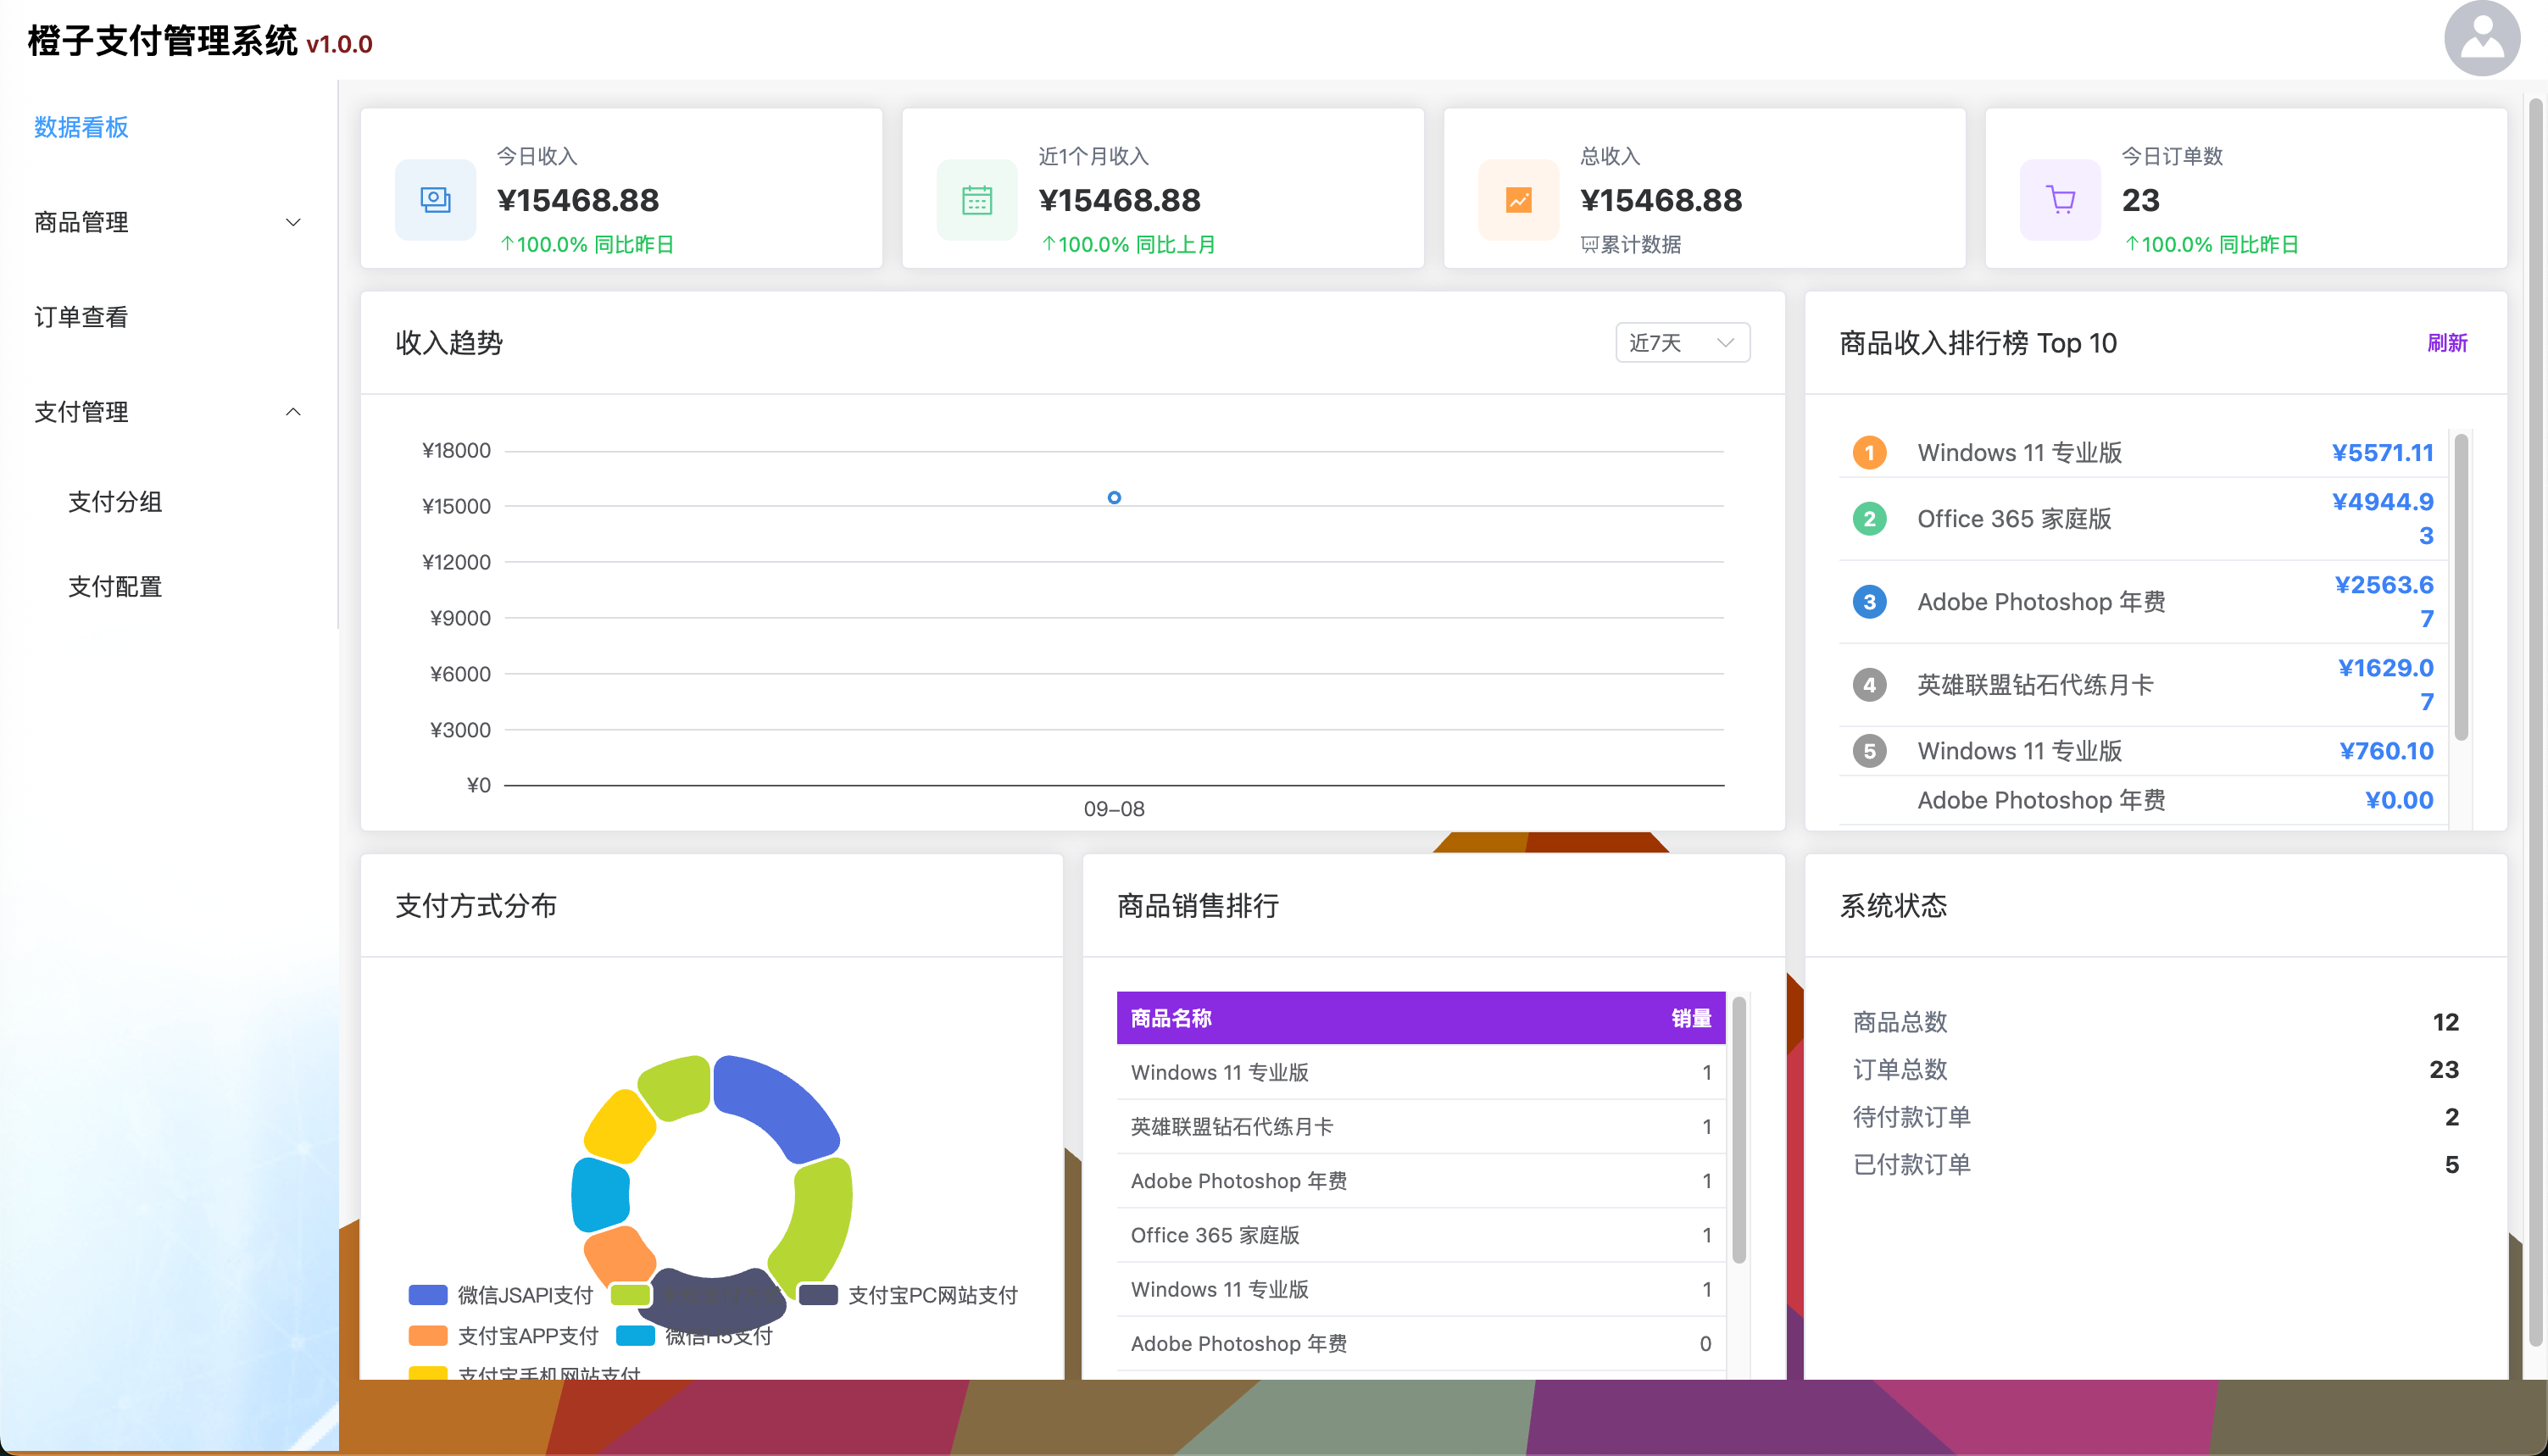 橙子支付管理系统 v1.0.0
数据看板
商品管理
订单查看
支付管理
支付分组
支付配置
今日收入
¥15468.88
↑100.0% 同比昨日
近1个月收入
¥15468.88
↑100.0% 同比上月
总收入
¥15468.88
累计数据
今日订单数
23
↑100.0% 同比昨日
收入趋势
近7天
¥18000
¥15000
¥12000
¥9000
¥6000
¥3000
¥0
09-08
商品收入排行榜 Top 10
刷新
1 Windows 11 专业版 ¥5571.11
2 Office 365 家庭版 ¥4944.9
3
3 Adobe Photoshop 年费 ¥2563.6
7
4 英雄联盟钻石代练月卡 ¥1629.0
7
5 Windows 11 专业版 ¥760.10
Adobe Photoshop 年费 ¥0.00
支付方式分布
微信JSAPI支付
支付宝PC网站支付
支付宝APP支付
微信H5支付
支付宝手机网站支付
商品销售排行
商品名称 销量
Windows 11 专业版 1
英雄联盟钻石代练月卡 1
Adobe Photoshop 年费 1
Office 365 家庭版 1
Windows 11 专业版 1
Adobe Photoshop 年费 0
系统状态
商品总数 12
订单总数 23
待付款订单 2
已付款订单 5